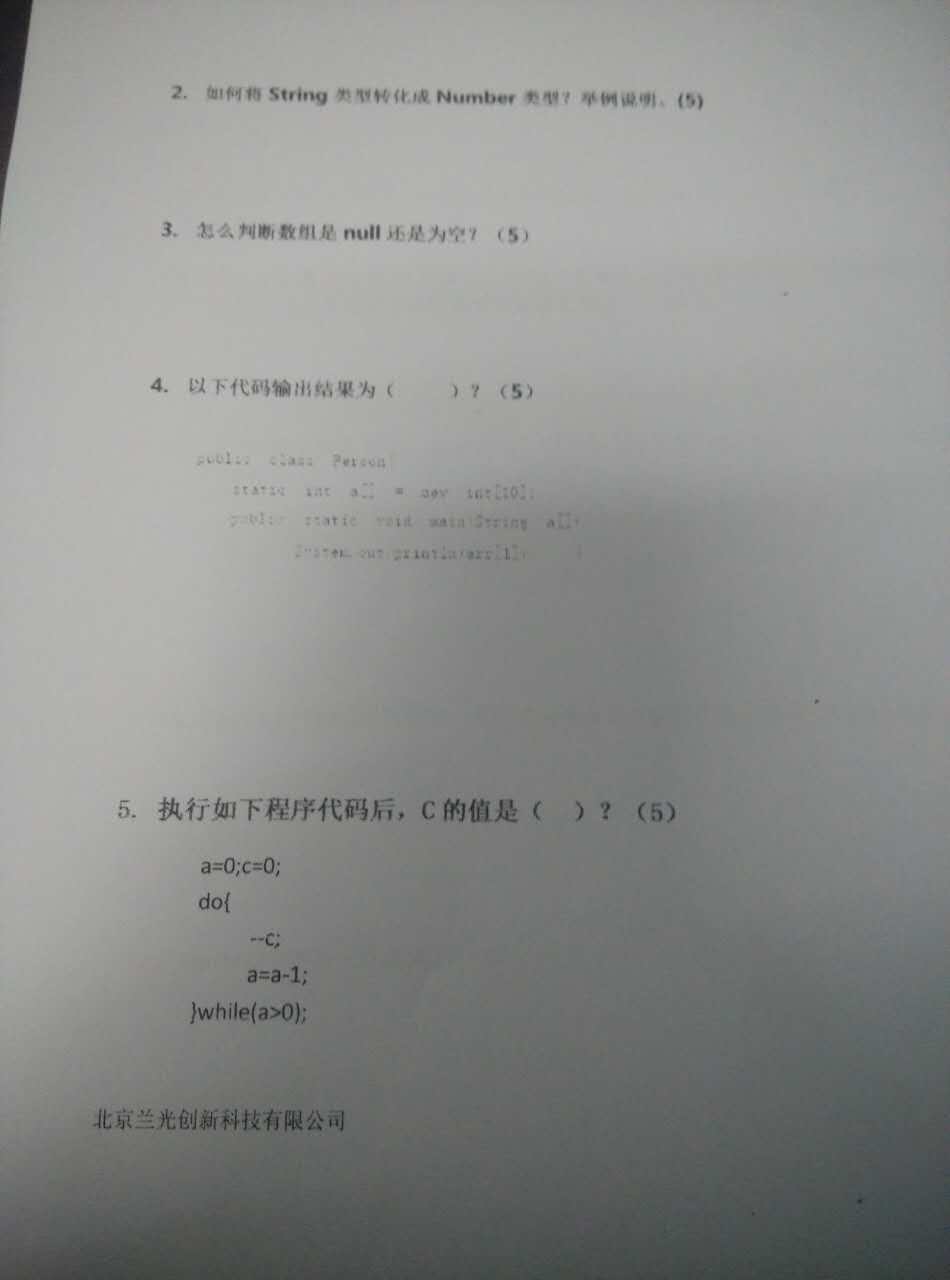 2. 如何将 String 类型转化成 Number 类型？举例说明。(5)
3. 怎么判断数组是 null 还是为空？（5）
4. 以下代码输出结果为（ ）？（5）
public class Person{
static int a[] = new int[10];
public static void main(String a[])
System.out.println(arr[1]);
5. 执行如下程序代码后，C 的值是（ ）？（5）
a=0;c=0;
do{
--c;
a=a-1;
}while(a>0);
北京兰光创新科技有限公司